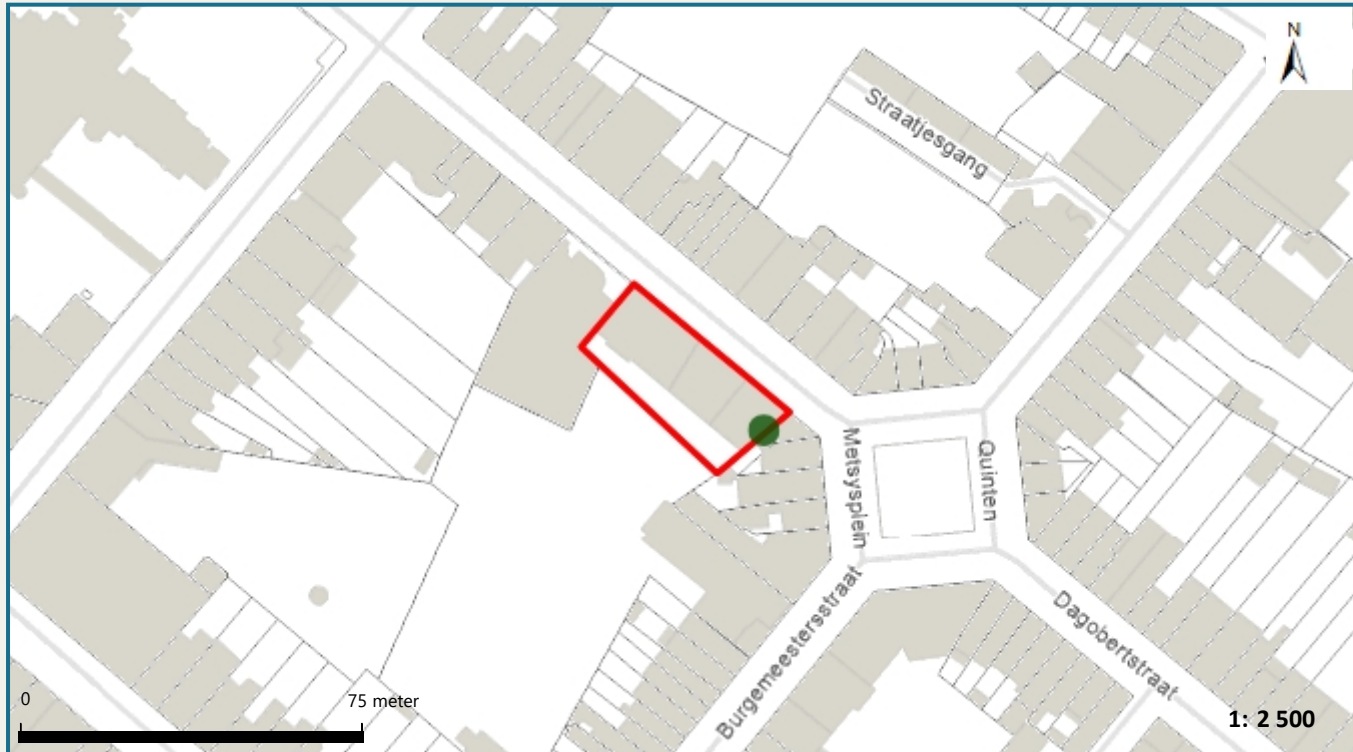 N
Straatjesgang
Metsysplein
Quinten
Burgemeestersstraat
Dagobertstraat
0
75 meter
1: 2 500